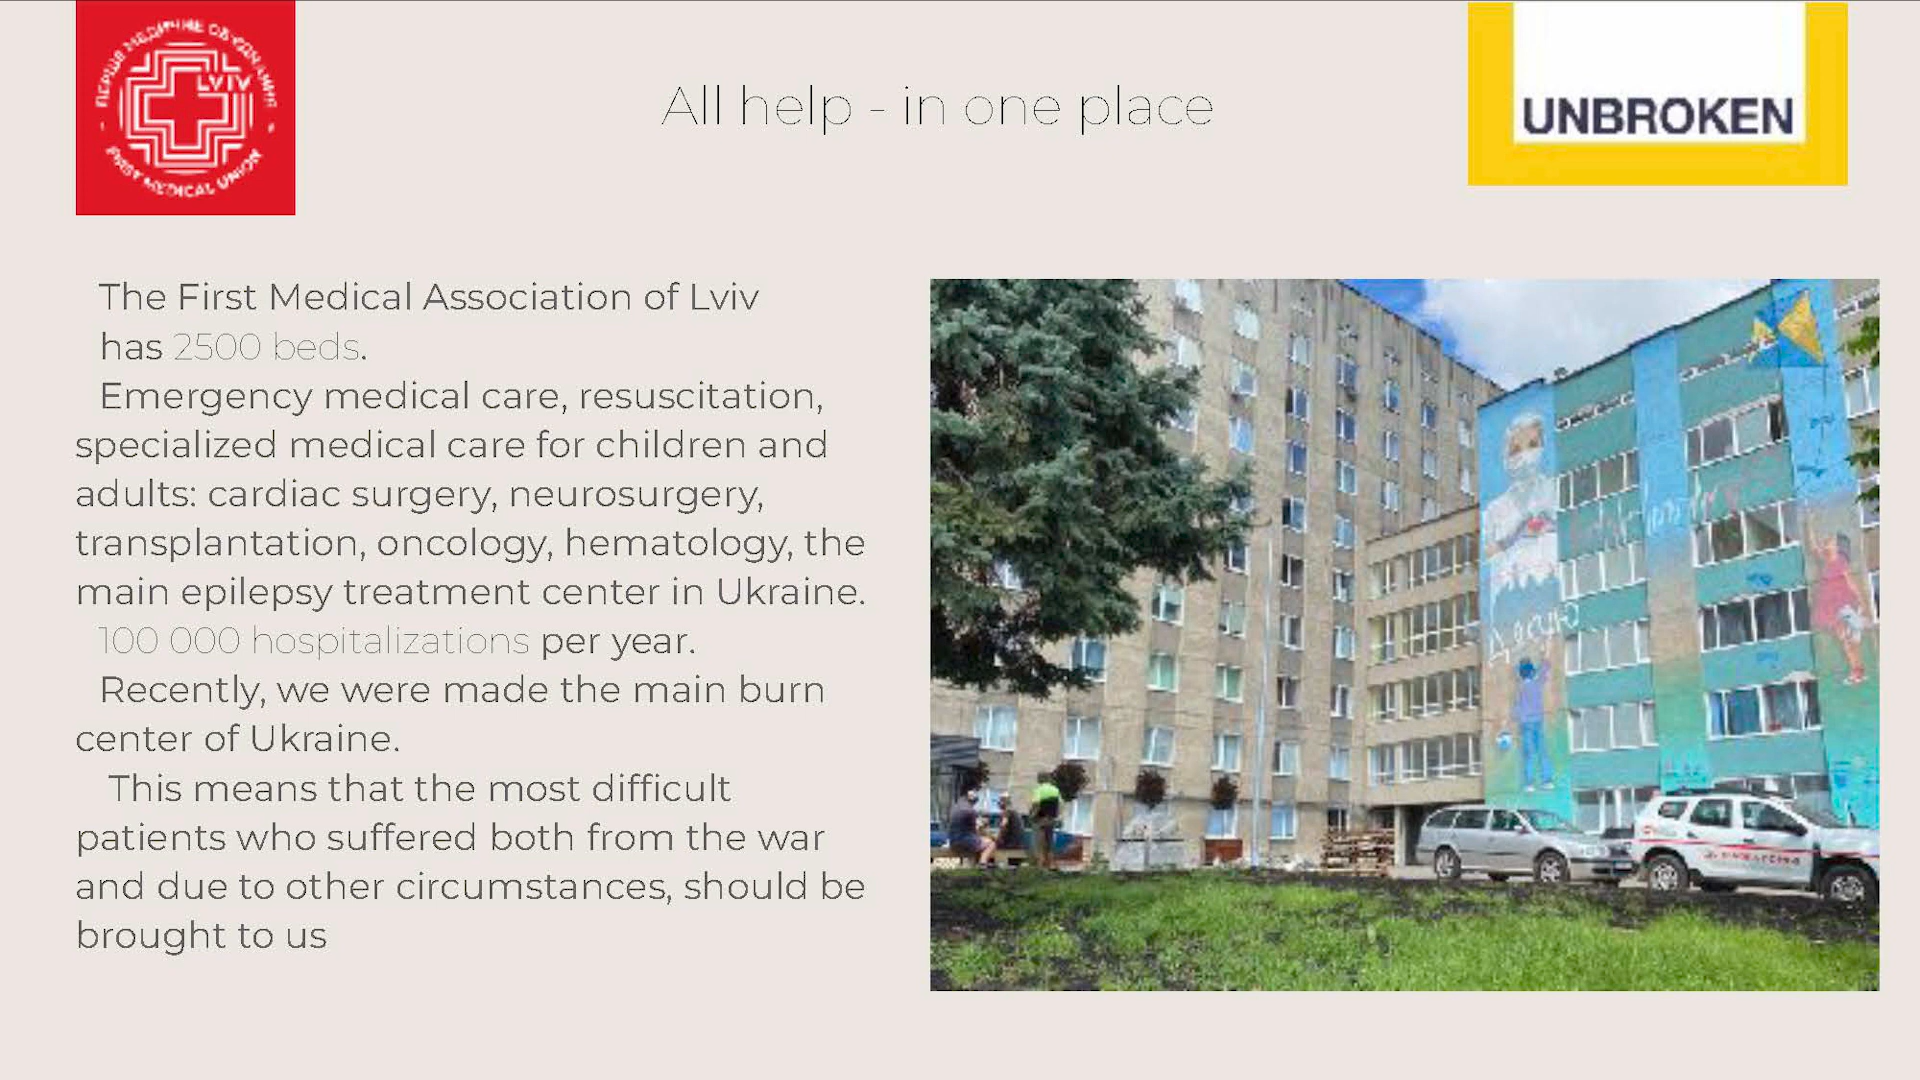 ПЕРШЕ МЕДИЧНЕ ОБ'ЄДНАННЯ
LVIV
FIRST MEDICAL UNION
All help - in one place
UNBROKEN
The First Medical Association of Lviv
has 2500 beds.
Emergency medical care, resuscitation,
specialized medical care for children and
adults: cardiac surgery, neurosurgery,
transplantation, oncology, hematology, the
main epilepsy treatment center in Ukraine.
100 000 hospitalizations per year.
Recently, we were made the main burn
center of Ukraine.
This means that the most difficult
patients who suffered both from the war
and due to other circumstances, should be
brought to us